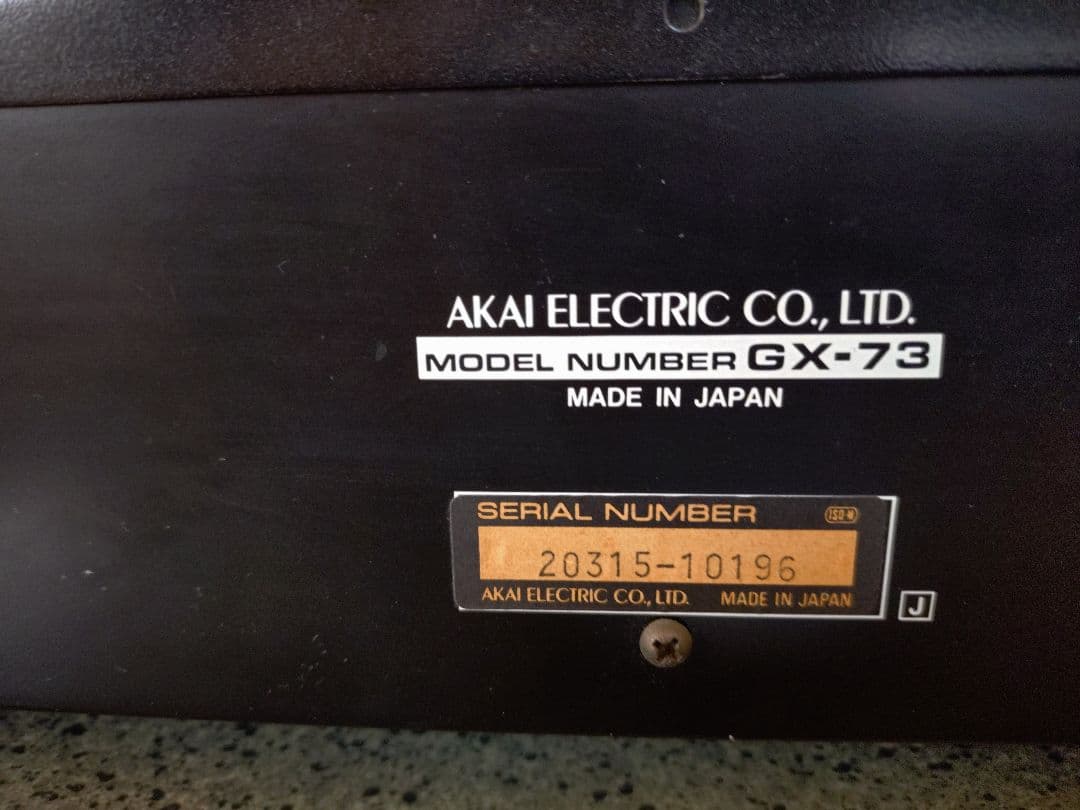 AKAI ELECTRIC CO., LTD.
MODEL NUMBER GX-73
MADE IN JAPAN
SERIAL NUMBER ISO-M
20315-10196
AKAI ELECTRIC CO., LTD. MADE IN JAPAN
J